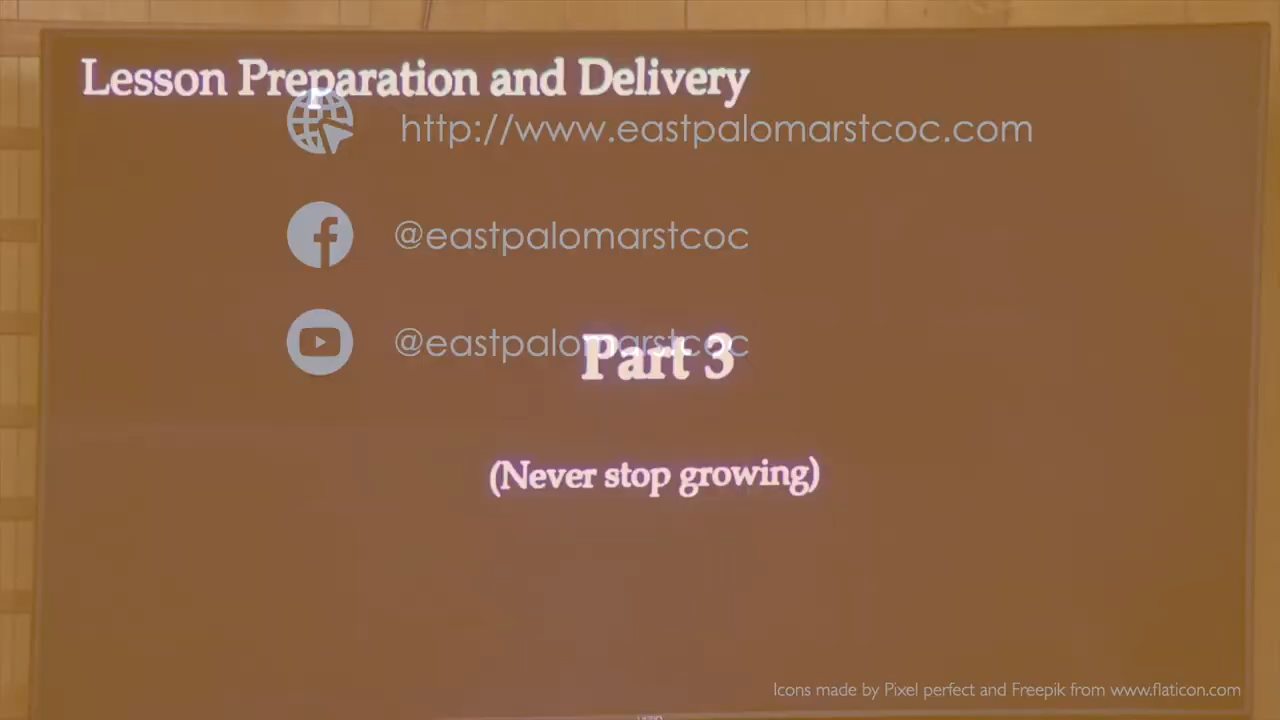 Lesson Preparation and Delivery
http://www.eastpalomarstcoc.com
@eastpalomarstcoc
@eastpalomarstcoc
Part 3
(Never stop growing)
Icons made by Pixel perfect and Freepik from www.flaticon.com